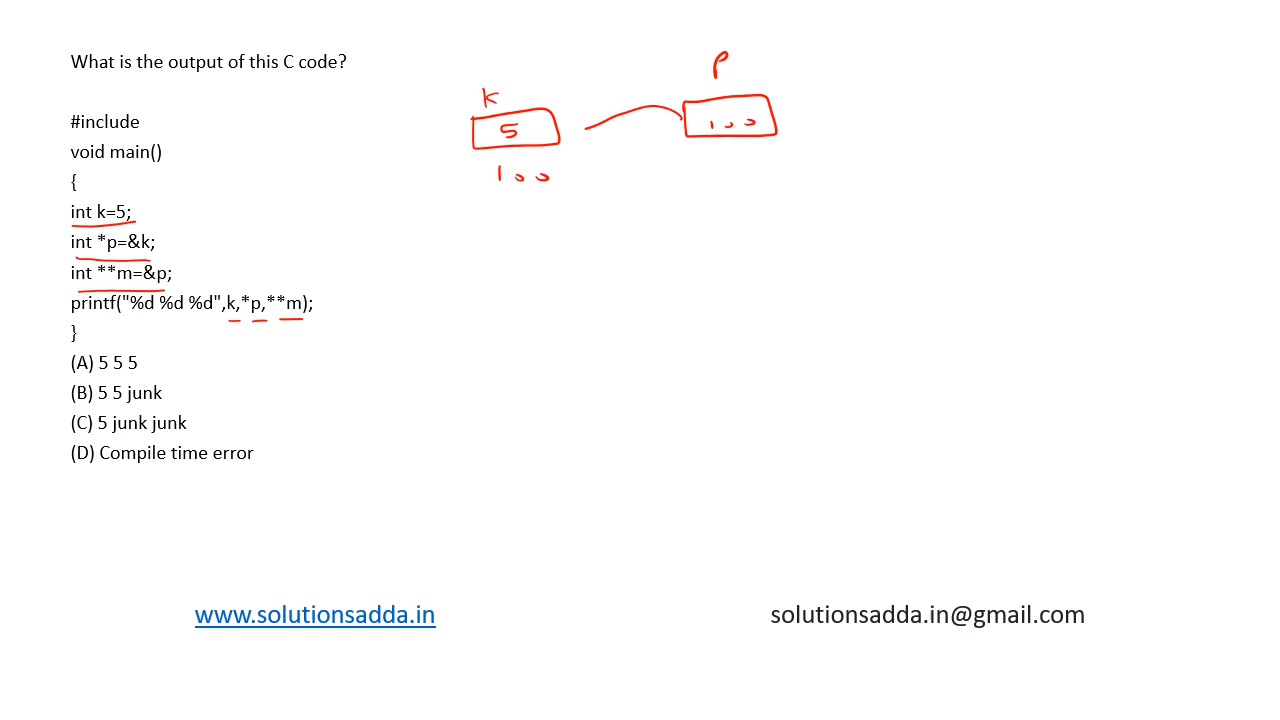 What is the output of this C code?
#include
void main()
{
int k=5;
int *p=&k;
int **m=&p;
printf("%d %d %d",k,*p,**m);
}
(A) 5 5 5
(B) 5 5 junk
(C) 5 junk junk
(D) Compile time error
k
5
100
p
100
www.solutionsadda.in
solutionsadda.in@gmail.com